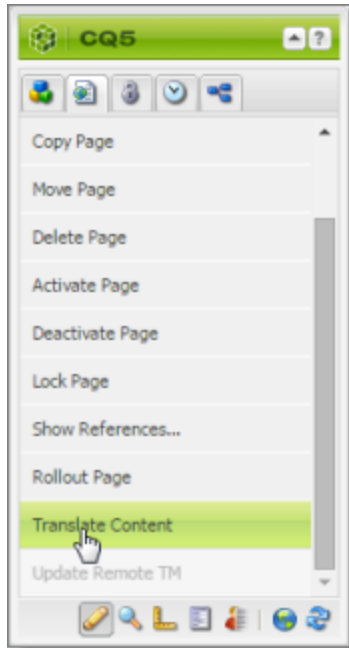 CQ5
?
Copy Page
Move Page
Delete Page
Activate Page
Deactivate Page
Lock Page
Show References...
Rollout Page
Translate Content
Update Remote TM